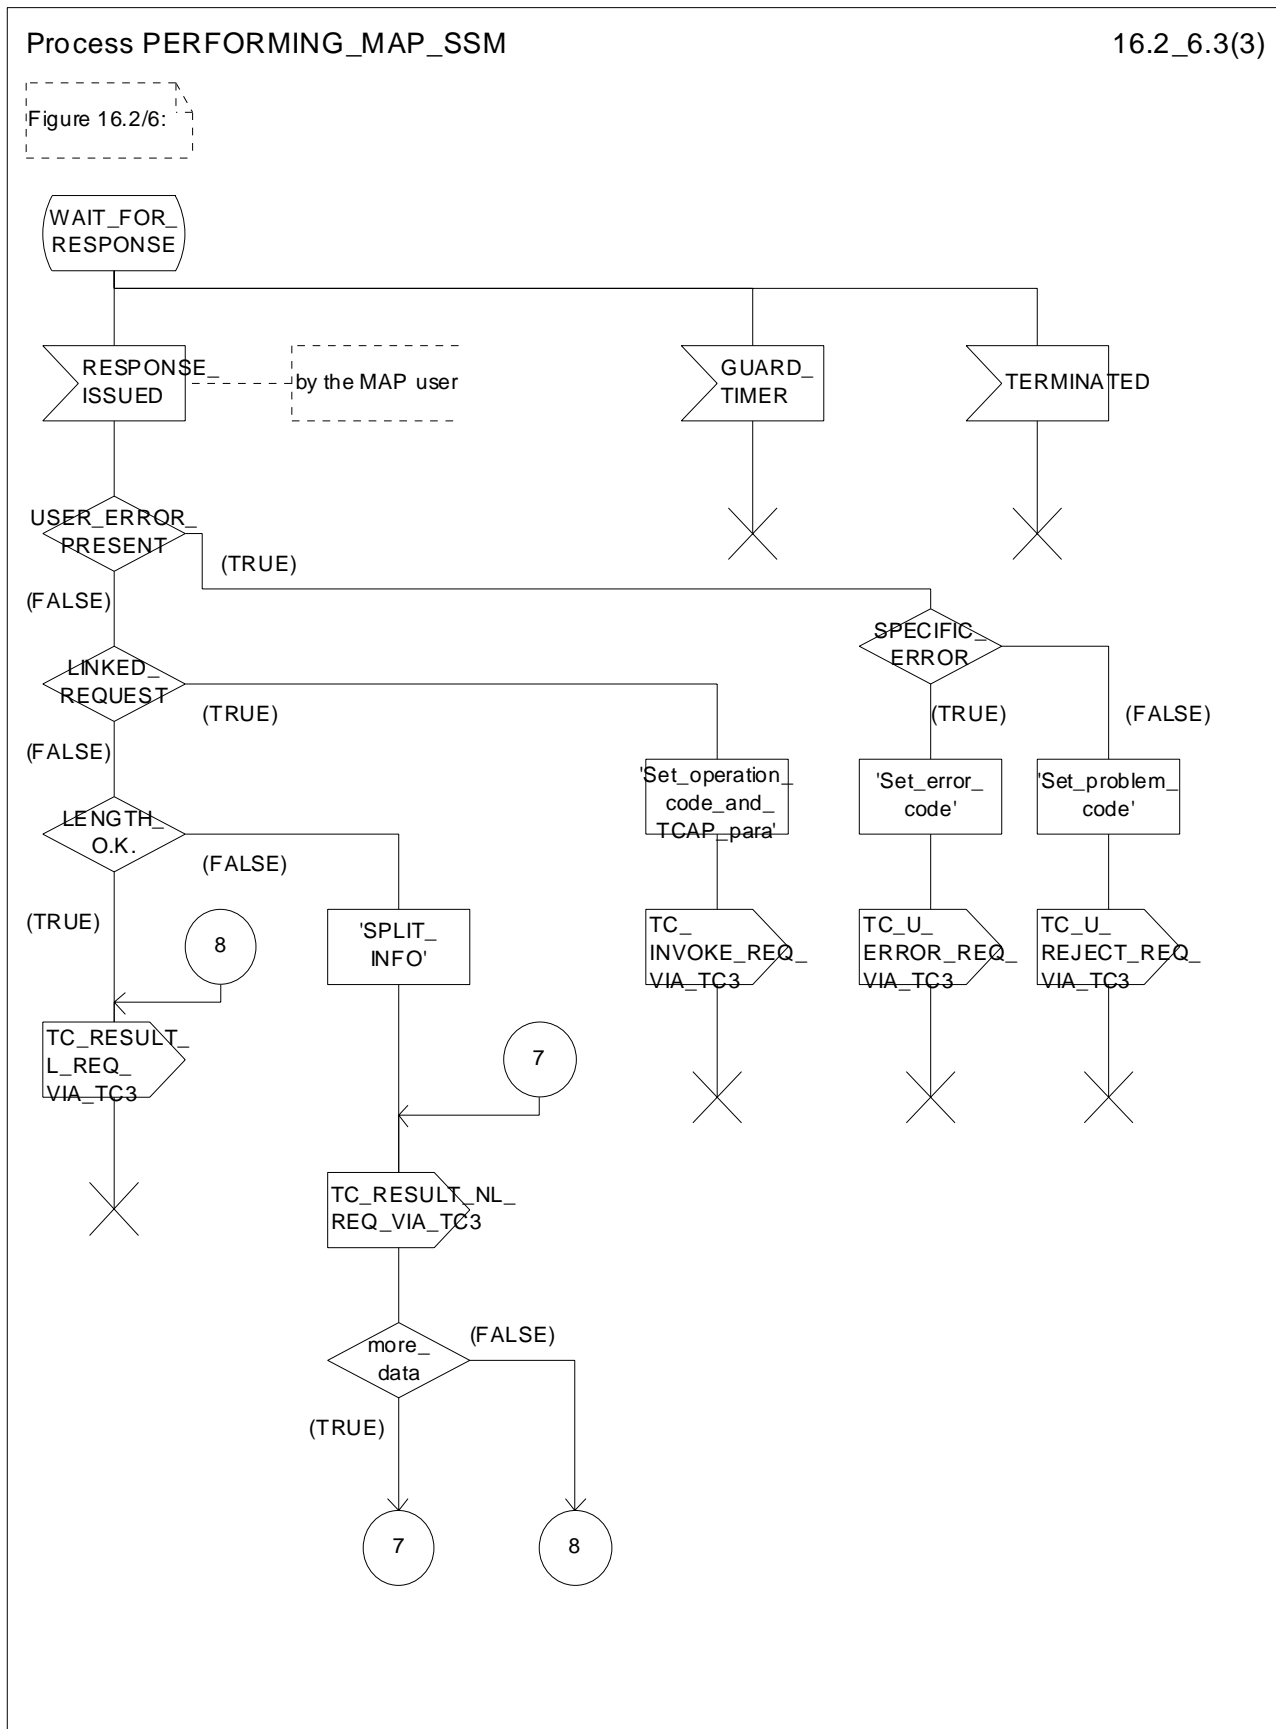 Process PERFORMING_MAP_SSM
16.2_6.3(3)
Figure 16.2/6:
WAIT_FOR_
RESPONSE
RESPONSE_
ISSUED
by the MAP user
GUARD_
TIMER
TERMINATED
USER_ERROR_
PRESENT
(TRUE)
(FALSE)
SPECIFIC_
ERROR
LINKED_
REQUEST
(TRUE)
(TRUE)
(FALSE)
(FALSE)
'Set_operation_
code_and_
TCAP_para'
'Set_error_
code'
'Set_problem_
code'
LENGTH_
O.K.
(FALSE)
(TRUE)
8
'SPLIT_
INFO'
TC_
INVOKE_REQ_
VIA_TC3
TC_U_
ERROR_REQ_
VIA_TC3
TC_U_
REJECT_REQ_
VIA_TC3
TC_RESULT_
L_REQ_
VIA_TC3
7
TC_RESULT_NL_
REQ_VIA_TC3
more_
data
(FALSE)
(TRUE)
7
8